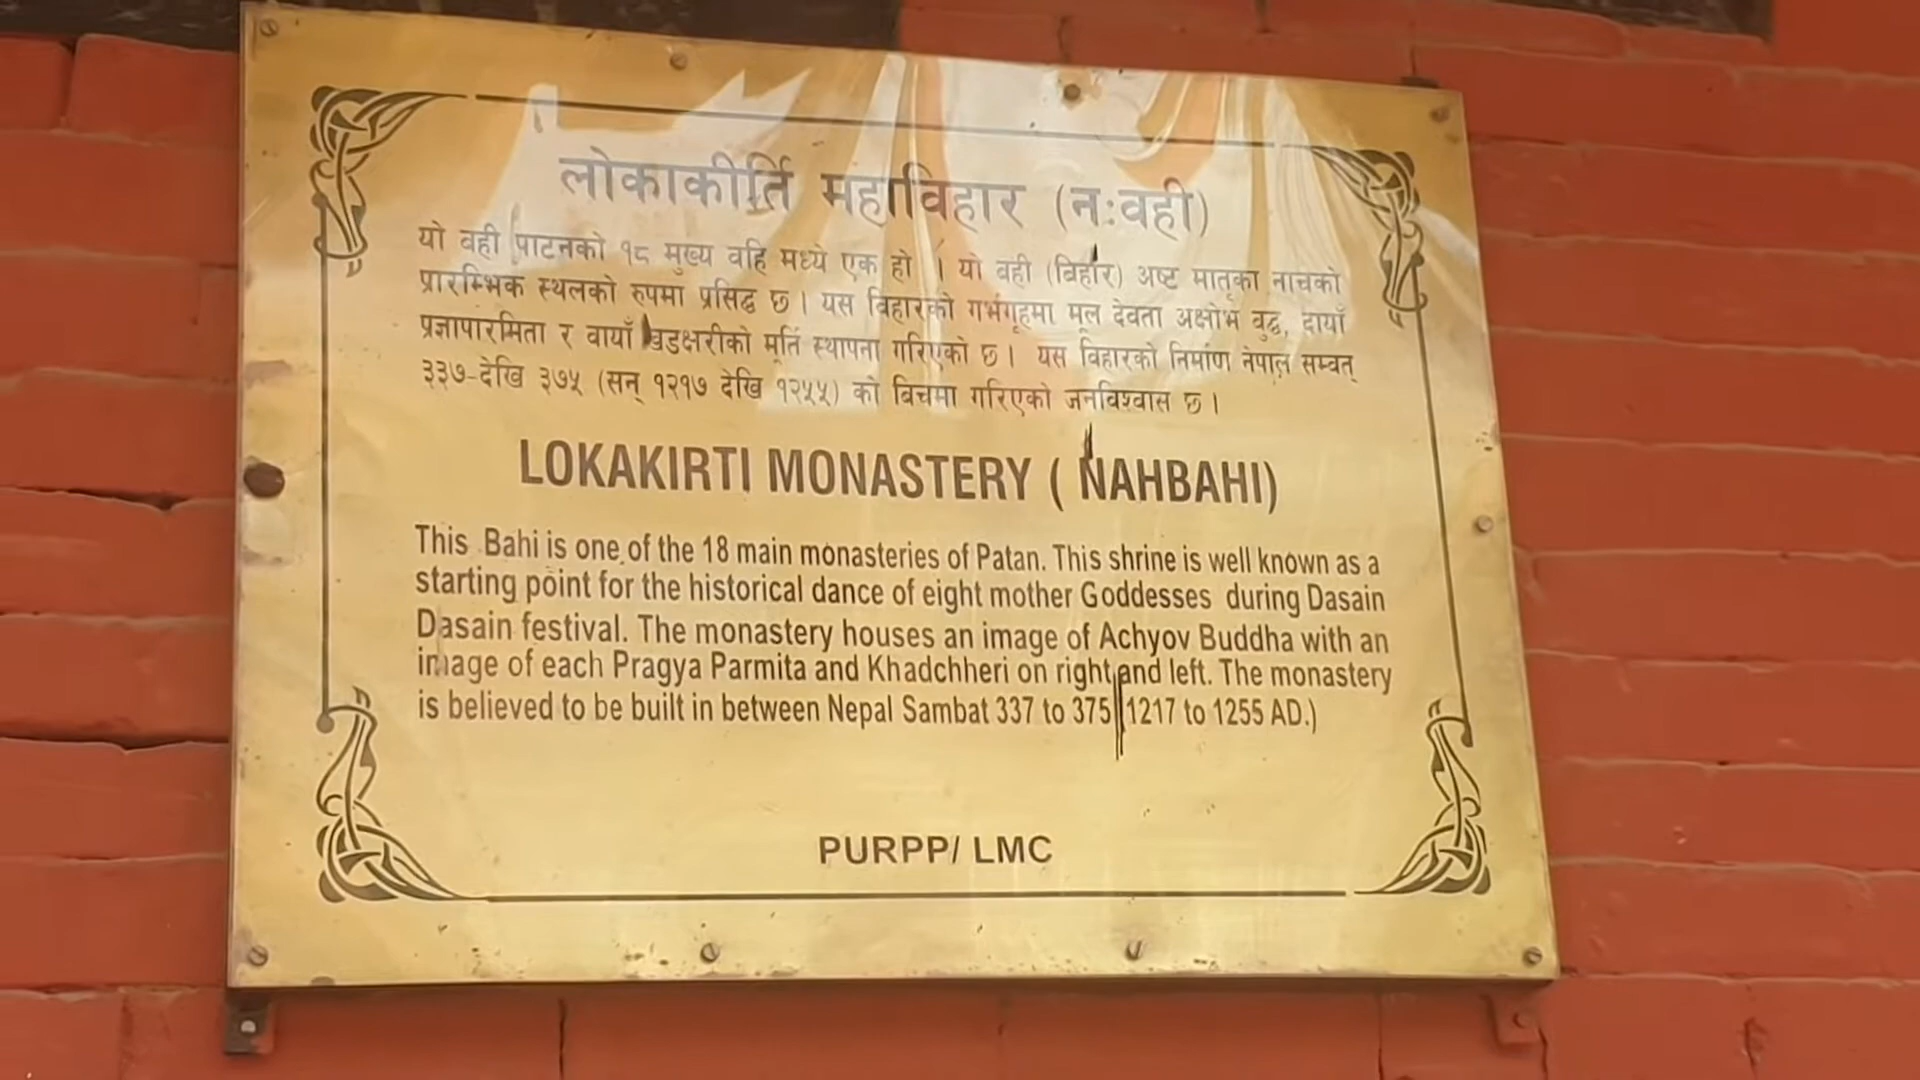 लोकाकीर्ति महाविहार (न:वही)
यो वही पाटनको १८ मुख्य वहि मध्ये एक हो । यो वही (बिहार) अष्ट मातृका नाचको
प्रारम्भिक स्थलको रुपमा प्रसिद्ध छ । यस बिहारको गर्भगृहमा मूल देवता अक्षोभ वुद्ध, दायाँ
प्रज्ञापारमिता र वायाँ खडक्षरीको मूर्ति स्थापना गरिएको छ । यस बिहारको निर्माण नेपाल सम्वत्
३३७-देखि ३७५ (सन् १२१७ देखि १२५५) को बिचमा गरिएको जनविश्वास छ ।
LOKAKIRTI MONASTERY ( NAHBAHI)
This Bahi is one of the 18 main monasteries of Patan. This shrine is well known as a
starting point for the historical dance of eight mother Goddesses during Dasain
Dasain festival. The monastery houses an image of Achyov Buddha with an
image of each Pragya Parmita and Khadchheri on right and left. The monastery
is believed to be built in between Nepal Sambat 337 to 375 (1217 to 1255 AD.)
PURPP/ LMC